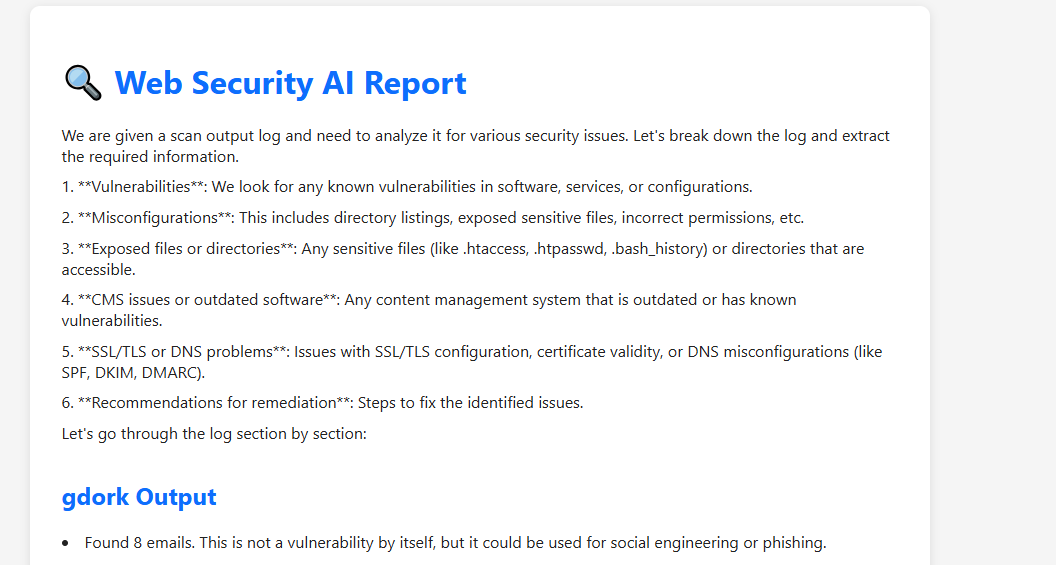 Web Security AI Report
We are given a scan output log and need to analyze it for various security issues. Let's break down the log and extract
the required information.
1. **Vulnerabilities**: We look for any known vulnerabilities in software, services, or configurations.
2. **Misconfigurations**: This includes directory listings, exposed sensitive files, incorrect permissions, etc.
3. **Exposed files or directories**: Any sensitive files (like .htaccess, .htpasswd, .bash_history) or directories that are
accessible.
4. **CMS issues or outdated software**: Any content management system that is outdated or has known
vulnerabilities.
5. **SSL/TLS or DNS problems**: Issues with SSL/TLS configuration, certificate validity, or DNS misconfigurations (like
SPF, DKIM, DMARC).
6. **Recommendations for remediation**: Steps to fix the identified issues.
Let's go through the log section by section:
gdork Output
• Found 8 emails. This is not a vulnerability by itself, but it could be used for social engineering or phishing.